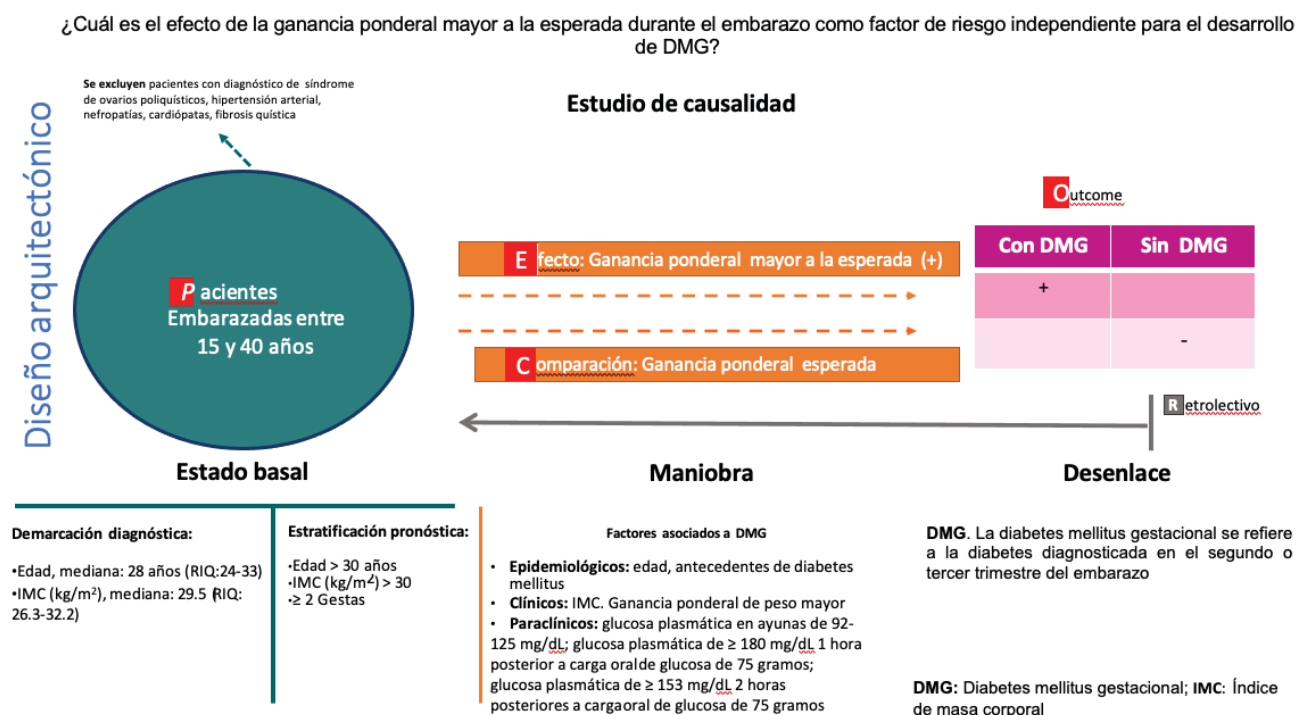 ¿Cuál es el efecto de la ganancia ponderal mayor a la esperada durante el embarazo como factor de riesgo independiente para el desarrollo
de DMG?
Se excluyen pacientes con diagnóstico de síndrome
de ovarios poliquísticos, hipertensión arterial,
nefropatías, cardiópatas, fibrosis quística
Estudio de causalidad
Diseño arquitectónico
Pacientes
Embarazadas entre
15 y 40 años
Efecto: Ganancia ponderal mayor a la esperada (+)
Comparación: Ganancia ponderal esperada
Outcome
Con DMG Sin DMG
+
-
Retrolectivo
Estado basal
Maniobra
Desenlace
Demarcación diagnóstica:
•Edad, mediana: 28 años (RIQ:24-33)
•IMC (kg/m²), mediana: 29.5 (RIQ:
26.3-32.2)
Estratificación pronóstica:
•Edad > 30 años
•IMC (kg/m²) > 30
•≥ 2 Gestas
Factores asociados a DMG
• Epidemiológicos: edad, antecedentes de diabetes
mellitus
• Clínicos: IMC. Ganancia ponderal de peso mayor
• Paraclínicos: glucosa plasmática en ayunas de 92-
125 mg/dL; glucosa plasmática de ≥ 180 mg/dL 1 hora
posterior a carga oral de glucosa de 75 gramos;
glucosa plasmática de ≥ 153 mg/dL 2 horas
posteriores a carga oral de glucosa de 75 gramos
DMG. La diabetes mellitus gestacional se refiere
a la diabetes diagnosticada en el segundo o
tercer trimestre del embarazo
DMG: Diabetes mellitus gestacional; IMC: Índice
de masa corporal